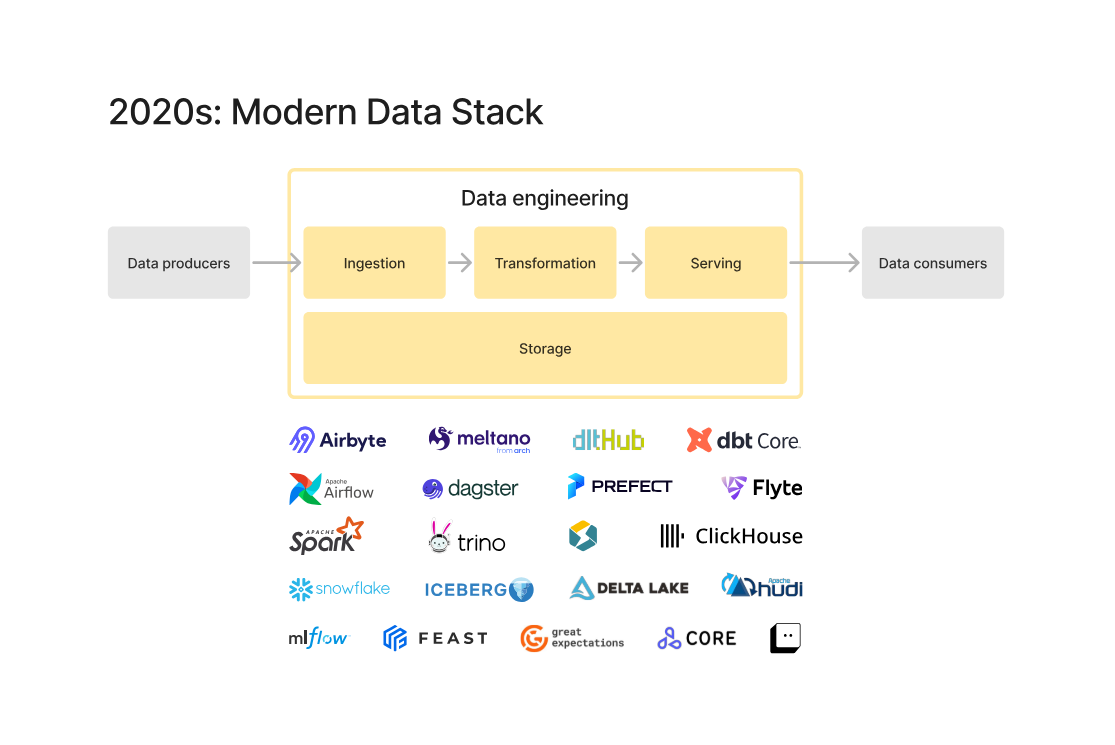 2020s: Modern Data Stack
Data engineering
Data producers
Ingestion
Transformation
Serving
Data consumers
Storage
Airbyte
meltano
from arch
dltHub
dbt Core
Apache
Airflow
dagster
PREFECT
Flyte
APACHE
Spark
trino
ClickHouse
snowflake
ICEBERG
DELTA LAKE
Apache
hudi
mlflow
FEAST
great
expectations
CORE